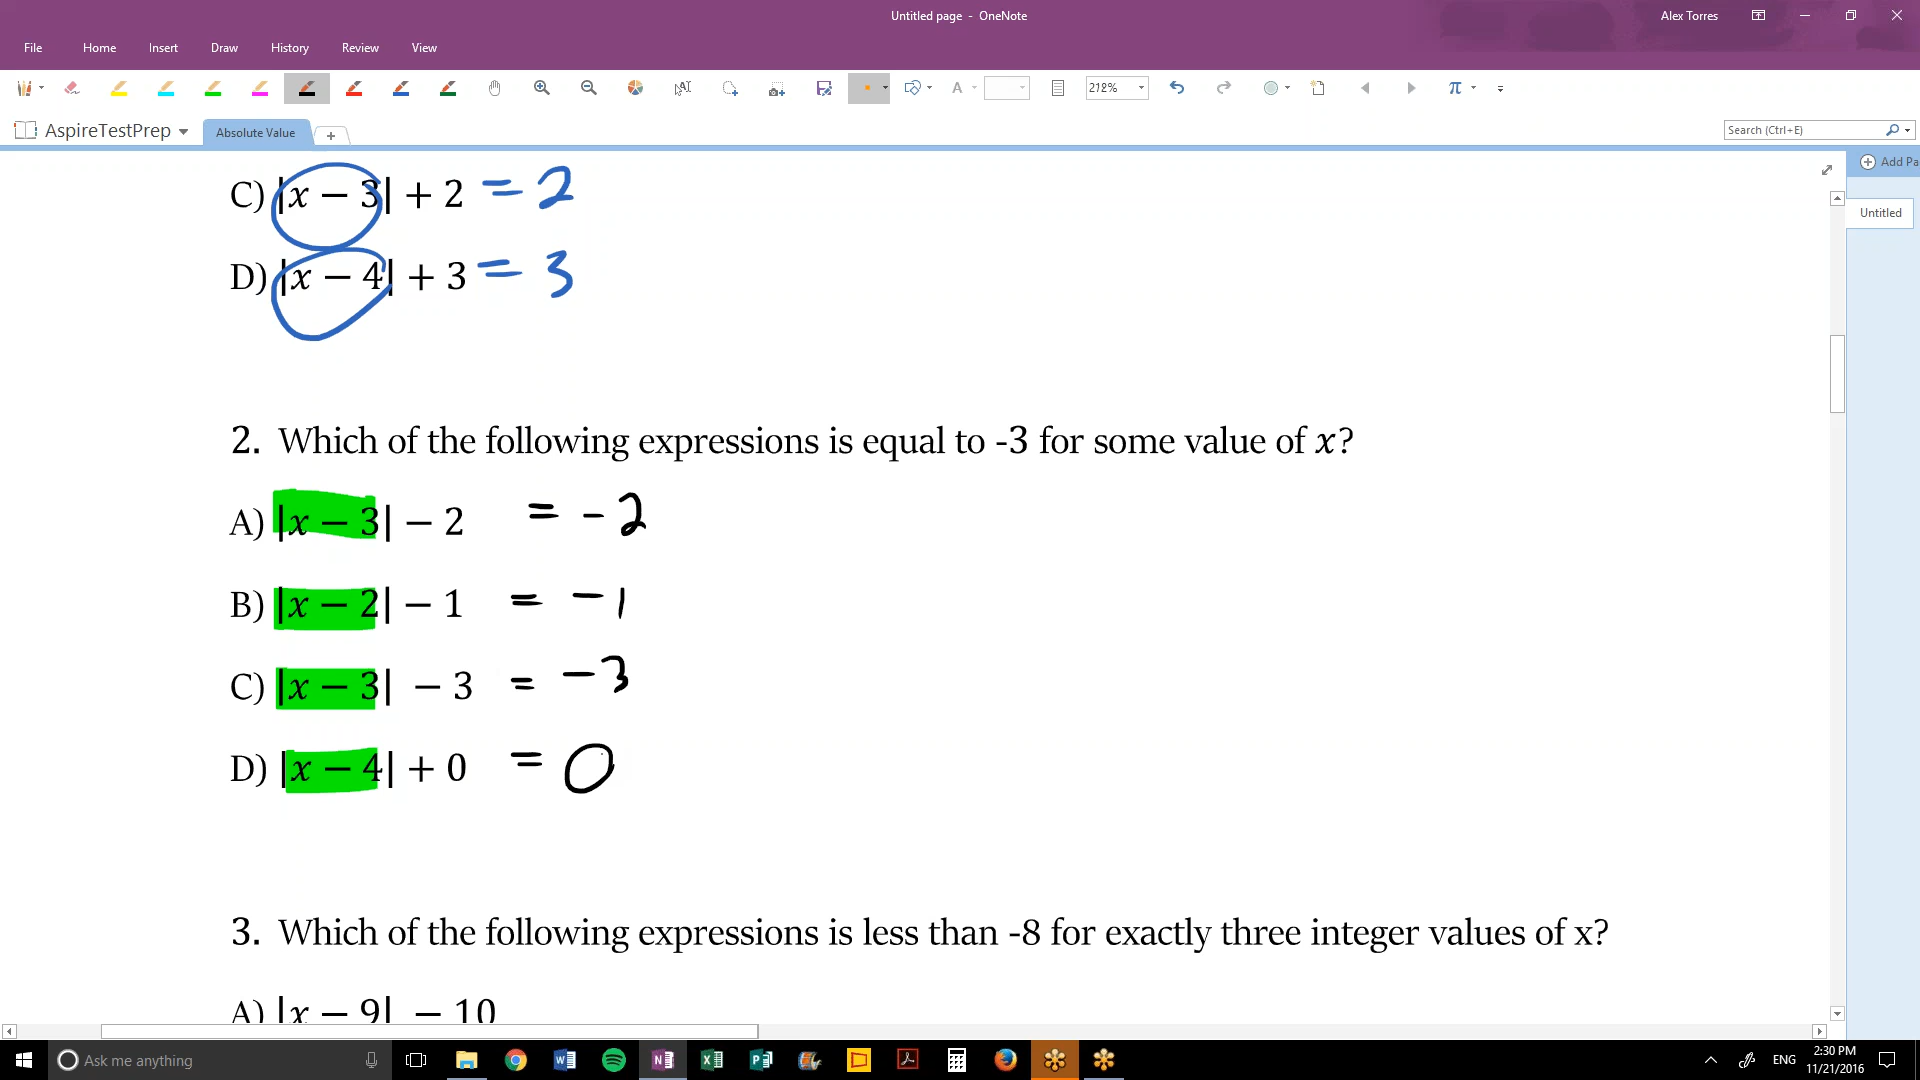 Untitled page - OneNote
Alex Torres
File Home Insert Draw History Review View
A 212% π
AspireTestPrep Absolute Value +
Search (Ctrl+E)
Add Pa
Untitled
C) |x − 3| + 2 = 2
D) |x − 4| + 3 = 3
2. Which of the following expressions is equal to -3 for some value of x?
A) |x − 3| − 2 = -2
B) |x − 2| − 1 = -1
C) |x − 3| − 3 = -3
D) |x − 4| + 0 = 0
3. Which of the following expressions is less than -8 for exactly three integer values of x?
A) |x − 9| − 10
Ask me anything
ENG
2:30 PM
11/21/2016